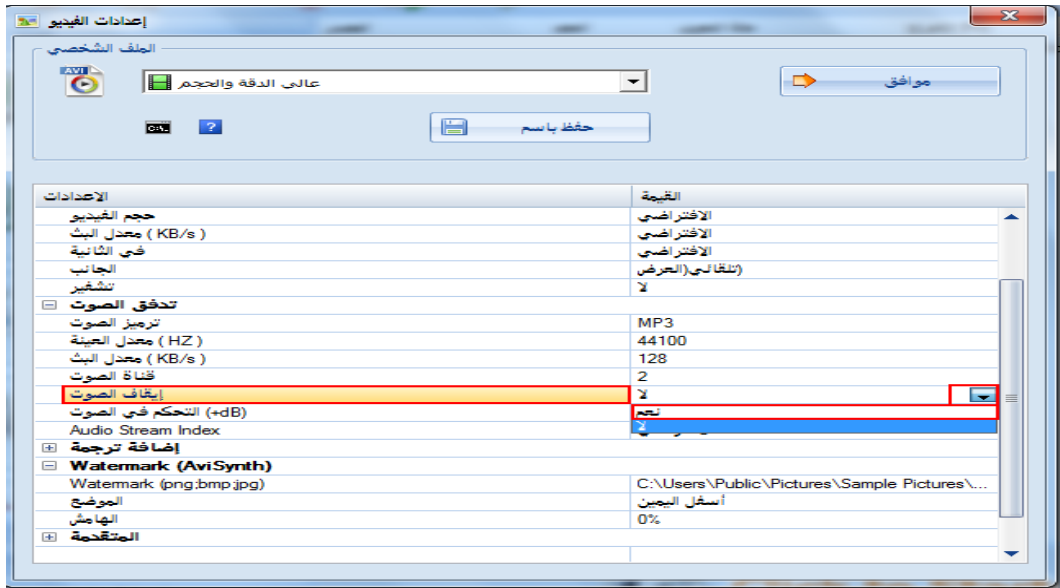 إعدادات الفيديو
الملف الشخصي
AVI
عالي الدقة والحجم
موافق
C:\.
?
حفظ باسم
الاعدادات القيمة
حجم الفيديو الافتراضي
معدل البث ( KB/s ) الافتراضي
في الثانية الافتراضي
الجانب (تلقائي(العرض
تشفير لا
تدفق الصوت
ترميز الصوت MP3
معدل العينة ( HZ ) 44100
معدل البث ( KB/s ) 128
قناة الصوت 2
إيقاف الصوت لا
نعم
التحكم في الصوت (+dB)
لا
Audio Stream Index
إضافة ترجمة
Watermark (AviSynth)
Watermark (png;bmp;jpg) C:\Users\Public\Pictures\Sample Pictures\...
الموضع أسفل اليمين
الهامش 0%
المتقدمة